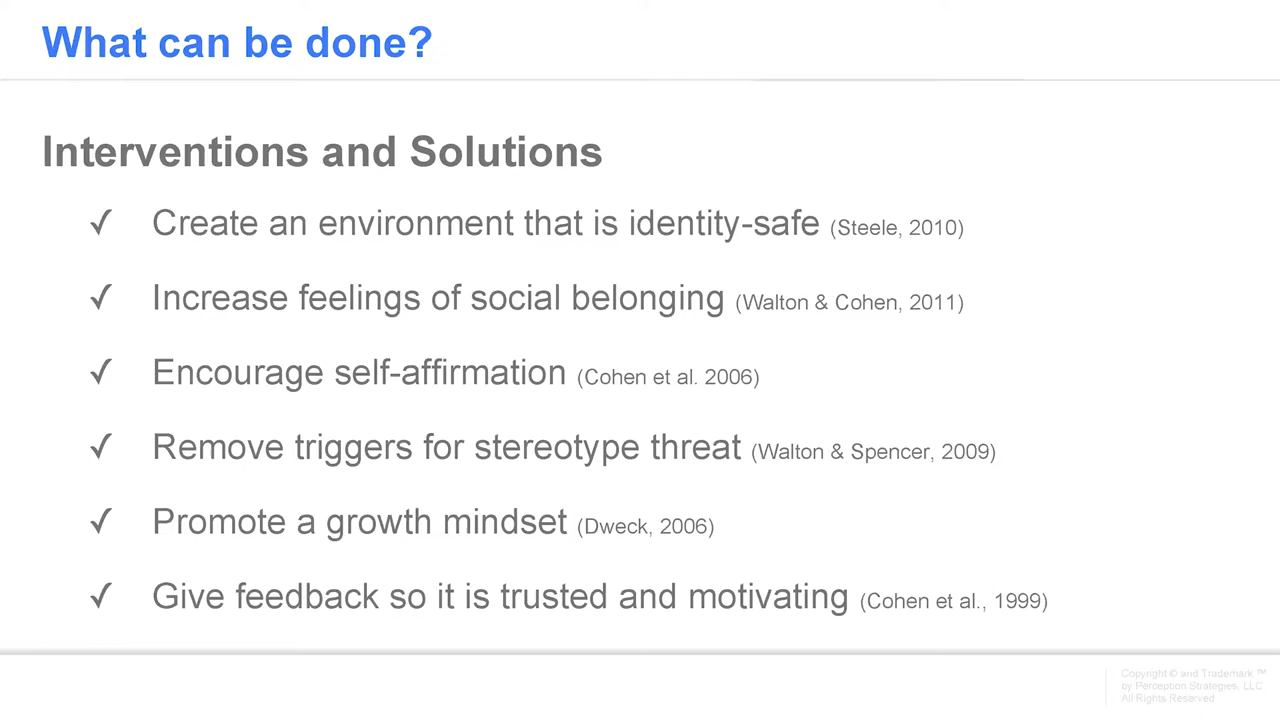 What can be done?
Interventions and Solutions
✓ Create an environment that is identity-safe (Steele, 2010)
✓ Increase feelings of social belonging (Walton & Cohen, 2011)
✓ Encourage self-affirmation (Cohen et al. 2006)
✓ Remove triggers for stereotype threat (Walton & Spencer, 2009)
✓ Promote a growth mindset (Dweck, 2006)
✓ Give feedback so it is trusted and motivating (Cohen et al., 1999)
Copyright © and Trademark ™
by Perception Strategies, LLC
All Rights Reserved